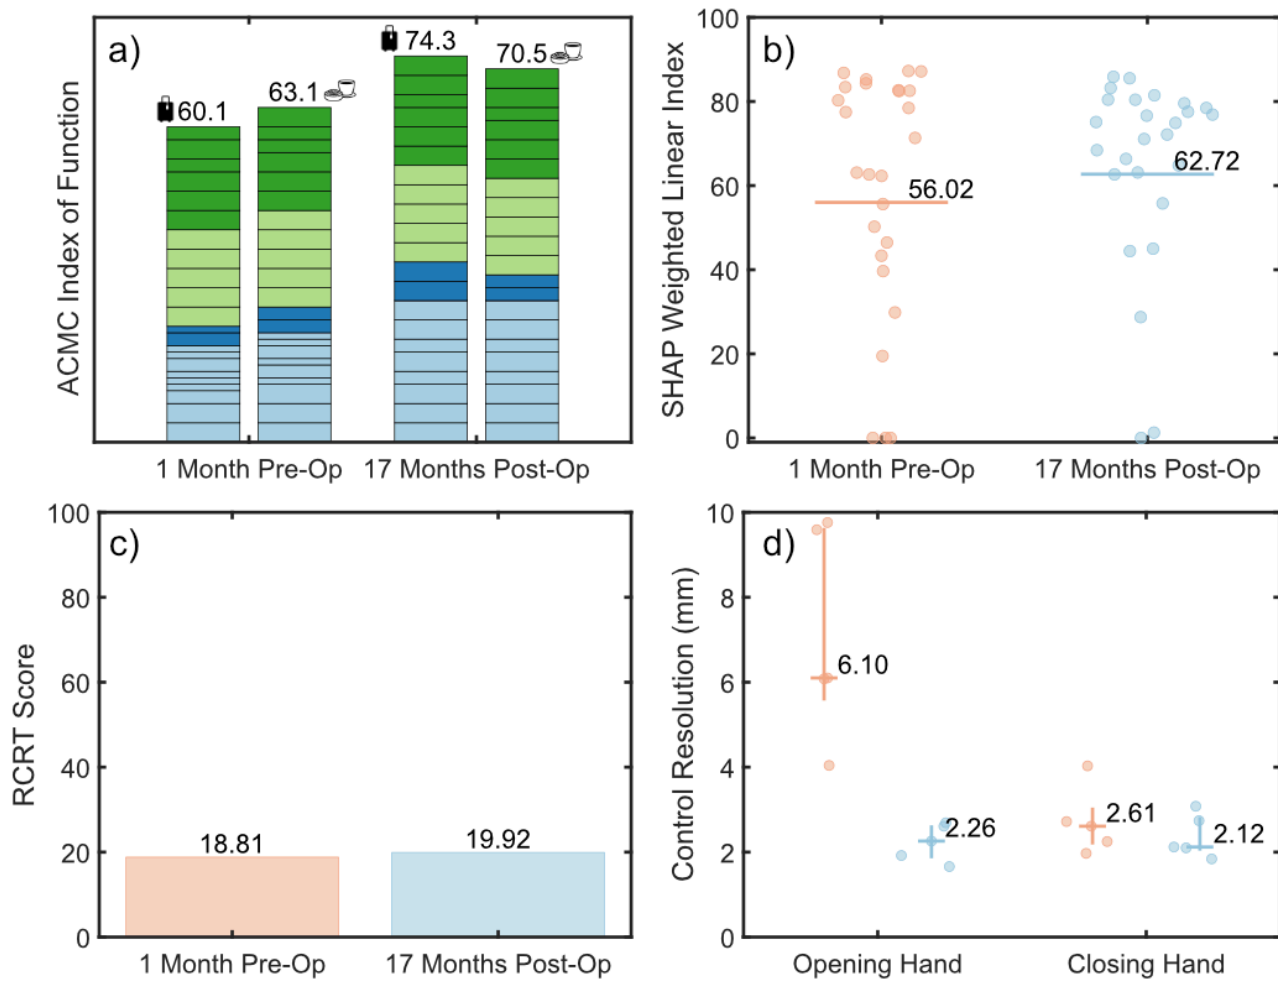 a)
ACMC Index of Function
60.1
63.1
74.3
70.5
1 Month Pre-Op
17 Months Post-Op
b)
SHAP Weighted Linear Index
100
80
60
40
20
0
56.02
62.72
1 Month Pre-Op
17 Months Post-Op
c)
RCRT Score
100
80
60
40
20
0
18.81
19.92
1 Month Pre-Op
17 Months Post-Op
d)
Control Resolution (mm)
10
8
6
4
2
0
6.10
2.26
2.61
2.12
Opening Hand
Closing Hand